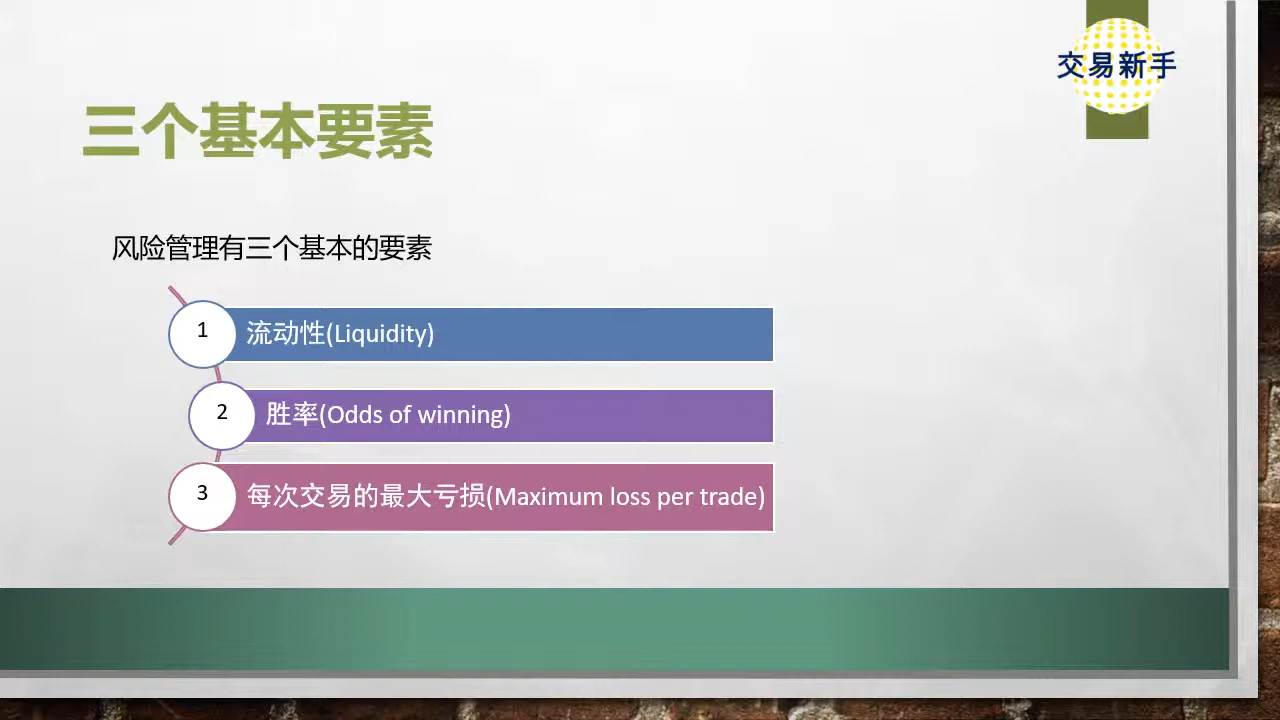 交易新手
三个基本要素
风险管理有三个基本的要素
1 流动性(Liquidity)
2 胜率(Odds of winning)
3 每次交易的最大亏损(Maximum loss per trade)